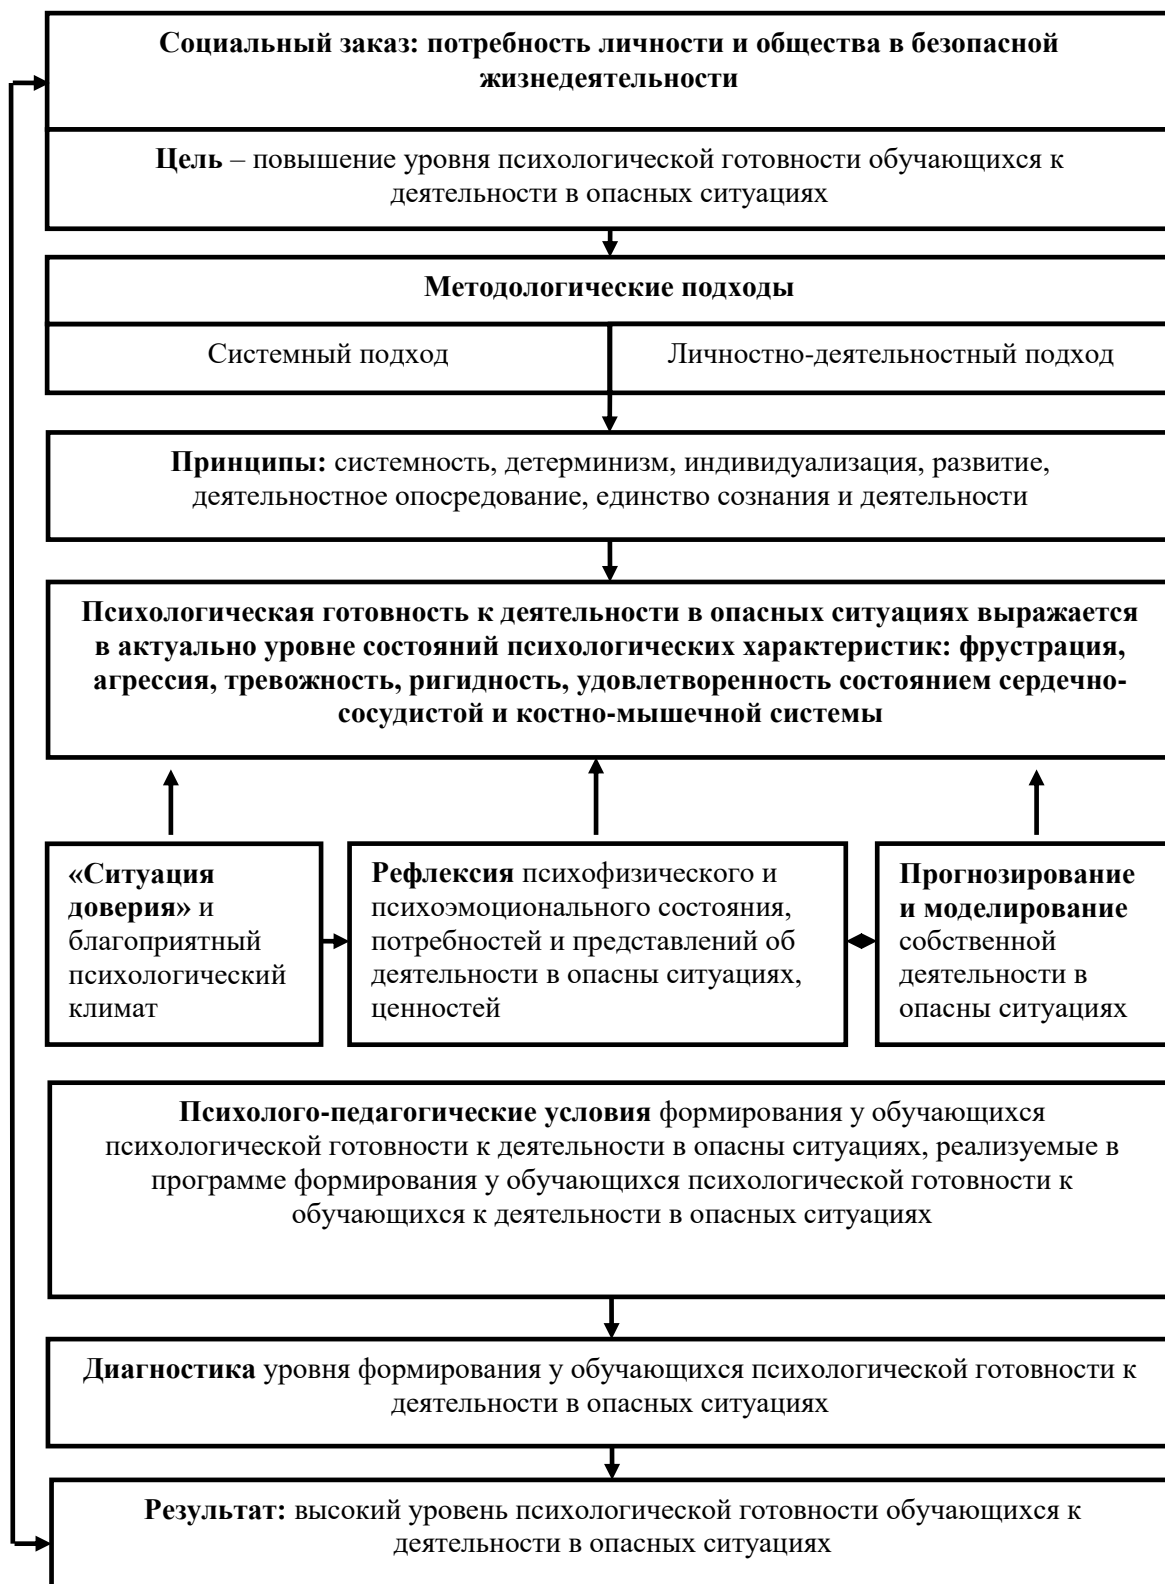 Социальный заказ: потребность личности и общества в безопасной
жизнедеятельности
Цель – повышение уровня психологической готовности обучающихся к
деятельности в опасных ситуациях
Методологические подходы
Системный подход
Личностно-деятельностный подход
Принципы: системность, детерминизм, индивидуализация, развитие,
деятельностное опосредование, единство сознания и деятельности
Психологическая готовность к деятельности в опасных ситуациях выражается
в актуально уровне состояний психологических характеристик: фрустрация,
агрессия, тревожность, ригидность, удовлетворенность состоянием сердечно-
сосудистой и костно-мышечной системы
«Ситуация
доверия» и
благоприятный
психологический
климат
Рефлексия психофизического и
психоэмоционального состояния,
потребностей и представлений об
деятельности в опасны ситуациях,
ценностей
Прогнозирование
и моделирование
собственной
деятельности в
опасны ситуациях
Психолого-педагогические условия формирования у обучающихся
психологической готовности к деятельности в опасны ситуациях, реализуемые в
программе формирования у обучающихся психологической готовности к
обучающихся к деятельности в опасных ситуациях
Диагностика уровня формирования у обучающихся психологической готовности к
деятельности в опасных ситуациях
Результат: высокий уровень психологической готовности обучающихся к
деятельности в опасных ситуациях